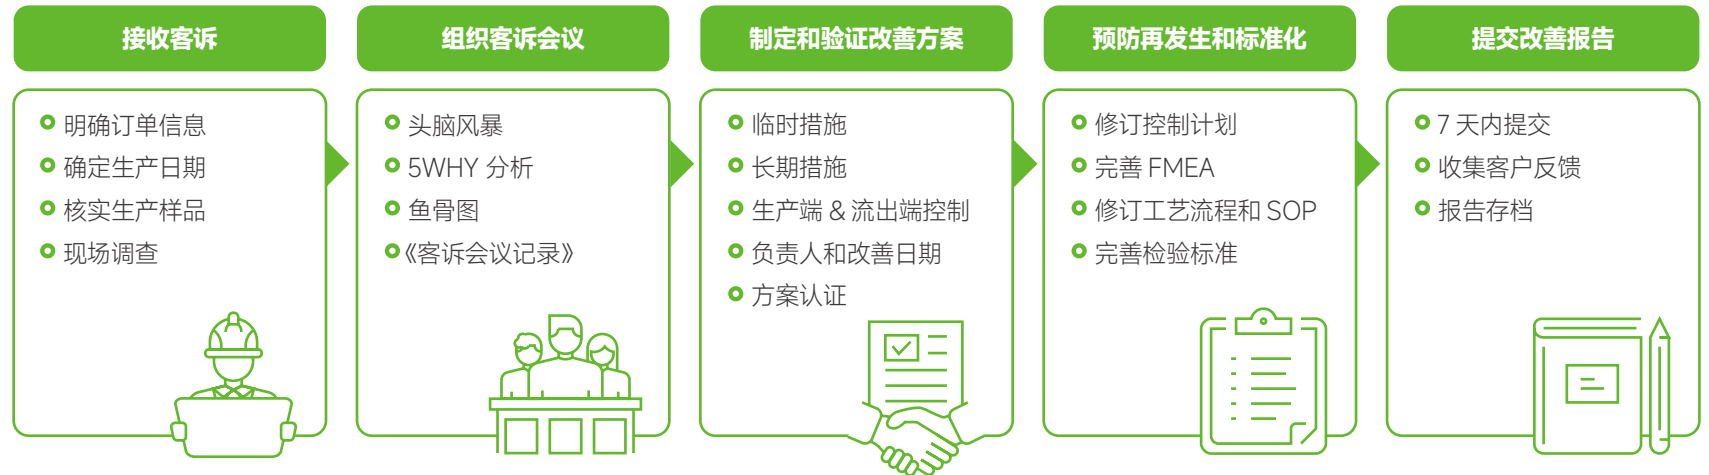 接收客诉
明确订单信息
确定生产日期
核实生产样品
现场调查
组织客诉会议
头脑风暴
5WHY 分析
鱼骨图
《客诉会议记录》
制定和验证改善方案
临时措施
长期措施
生产端 & 流出端控制
负责人和改善日期
方案认证
预防再发生和标准化
修订控制计划
完善 FMEA
修订工艺流程和 SOP
完善检验标准
提交改善报告
7 天内提交
收集客户反馈
报告存档